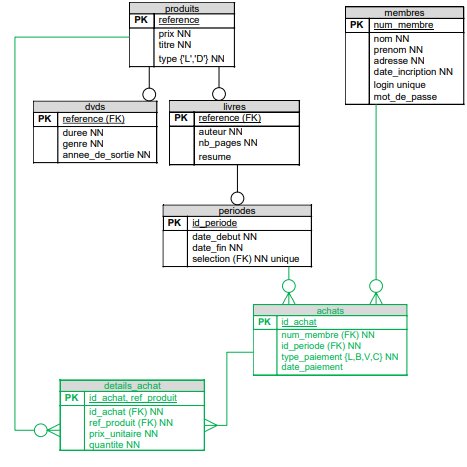 produits
PK reference
prix NN
titre NN
type {'L','D'} NN
membres
PK num_membre
nom NN
prenom NN
adresse NN
date_incription NN
login unique
mot_de_passe
dvds
PK reference (FK)
duree NN
genre NN
annee_de_sortie NN
livres
PK reference (FK)
auteur NN
nb_pages NN
resume
periodes
PK id_periode
date_debut NN
date_fin NN
selection (FK) NN unique
achats
PK id_achat
num_membre (FK) NN
id_periode (FK) NN
type_paiement {L,B,V,C} NN
date_paiement
details_achat
PK id_achat, ref_produit
id_achat (FK) NN
ref_produit (FK) NN
prix_unitaire NN
quantite NN